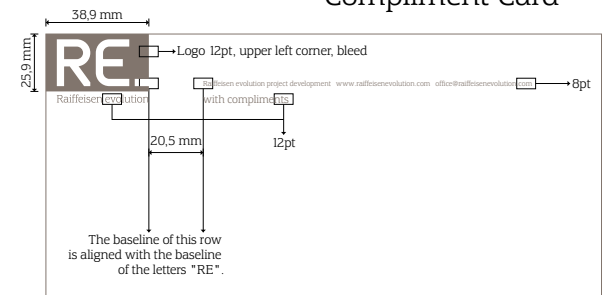 Compliment Card
38,9 mm
25,9 mm
RE.
Logo 12pt, upper left corner, bleed
Raiffeisen evolution project development www.raiffeisenevolution.com office@raiffeisenevolution.com
8pt
Raiffeisen evolution
with compliments
20,5 mm
12pt
The baseline of this row
is aligned with the baseline
of the letters "RE".